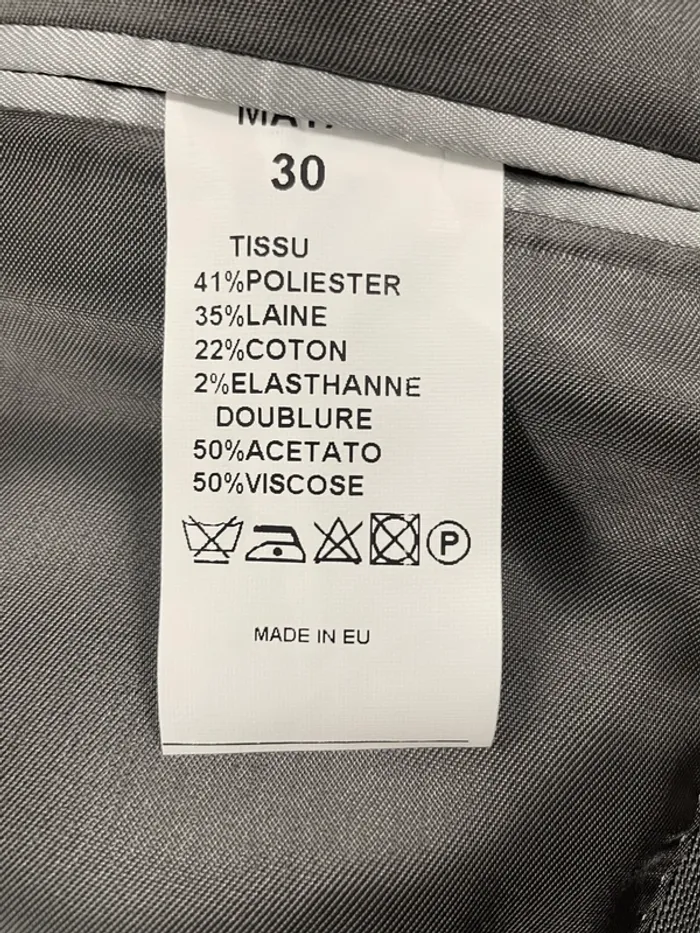 30
TISSU
41%POLIESTER
35%LAINE
22%COTON
2%ELASTHANNE
DOUBLURE
50%ACETATO
50%VISCOSE
P
MADE IN EU